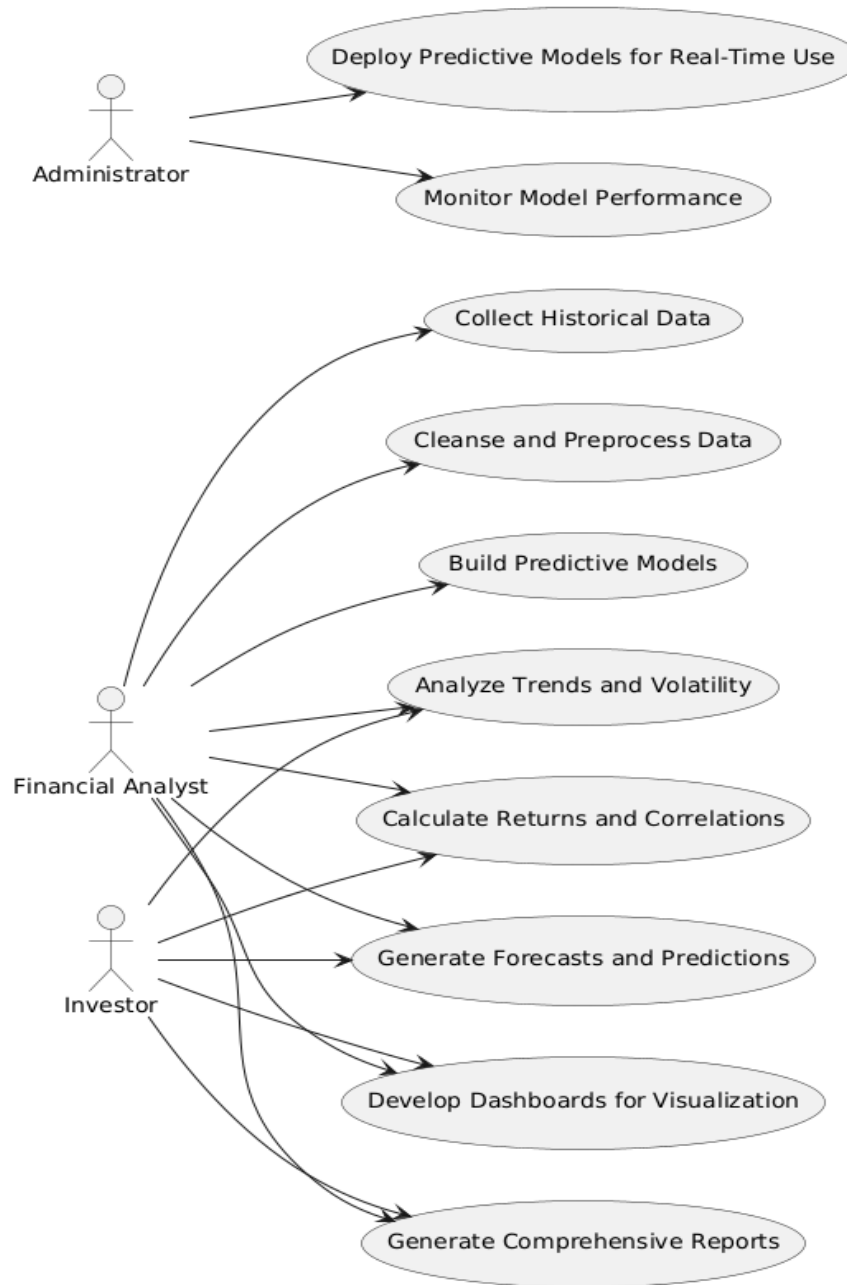 Deploy Predictive Models for Real-Time Use
Administrator
Monitor Model Performance
Collect Historical Data
Cleanse and Preprocess Data
Build Predictive Models
Analyze Trends and Volatility
Financial Analyst
Calculate Returns and Correlations
Generate Forecasts and Predictions
Investor
Develop Dashboards for Visualization
Generate Comprehensive Reports